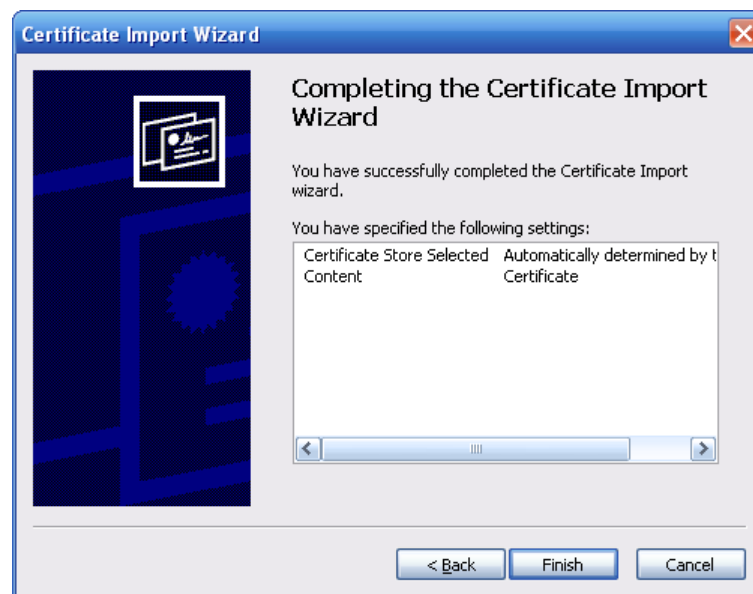 Certificate Import Wizard
Completing the Certificate Import
Wizard
You have successfully completed the Certificate Import
wizard.
You have specified the following settings:
Certificate Store Selected Automatically determined by t
Content Certificate
< Back Finish Cancel